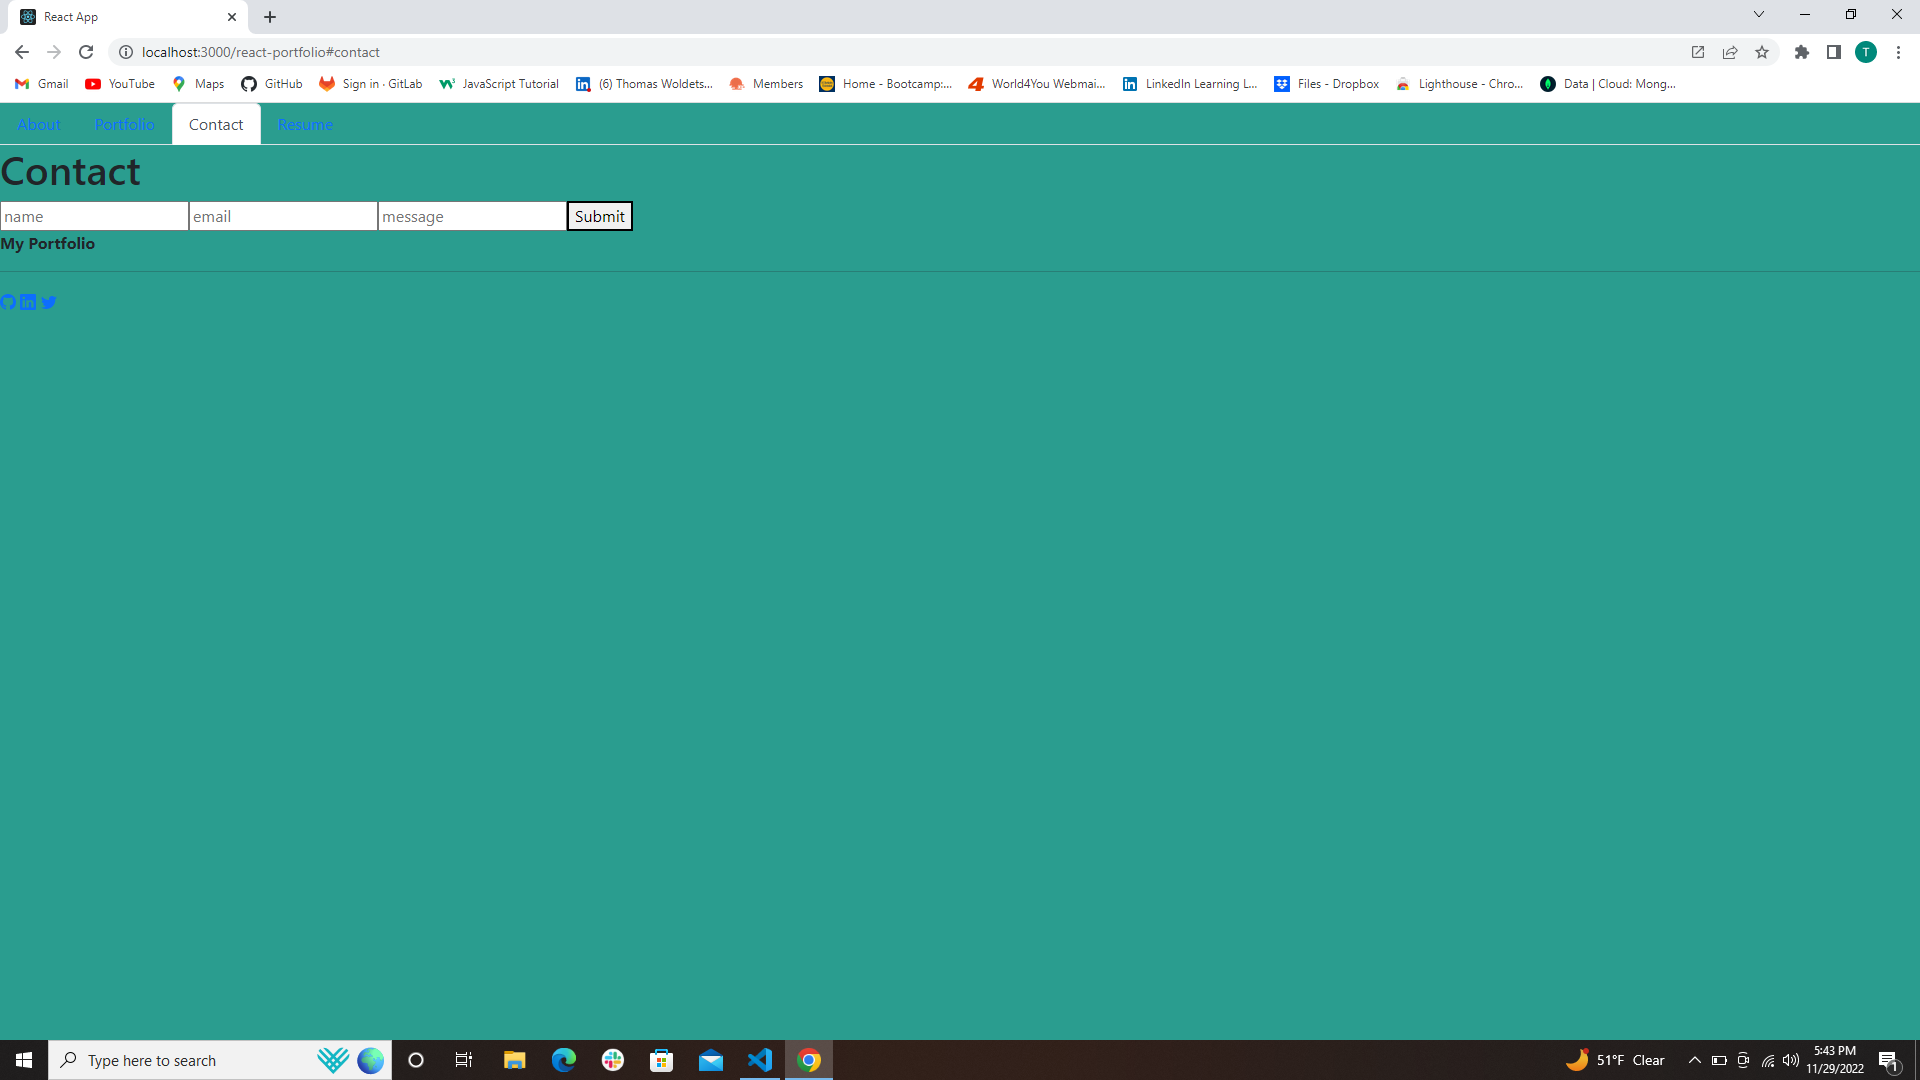 React App
localhost:3000/react-portfolio#contact
T
Gmail YouTube Maps GitHub Sign in · GitLab JavaScript Tutorial (6) Thomas Woldets... Members Home - Bootcamp:... World4You Webmai... LinkedIn Learning L... Files - Dropbox Lighthouse - Chro... Data | Cloud: Mong...
About Portfolio Contact Resume
Contact
name email message Submit
My Portfolio
Type here to search 51°F Clear 5:43 PM
11/29/2022
1